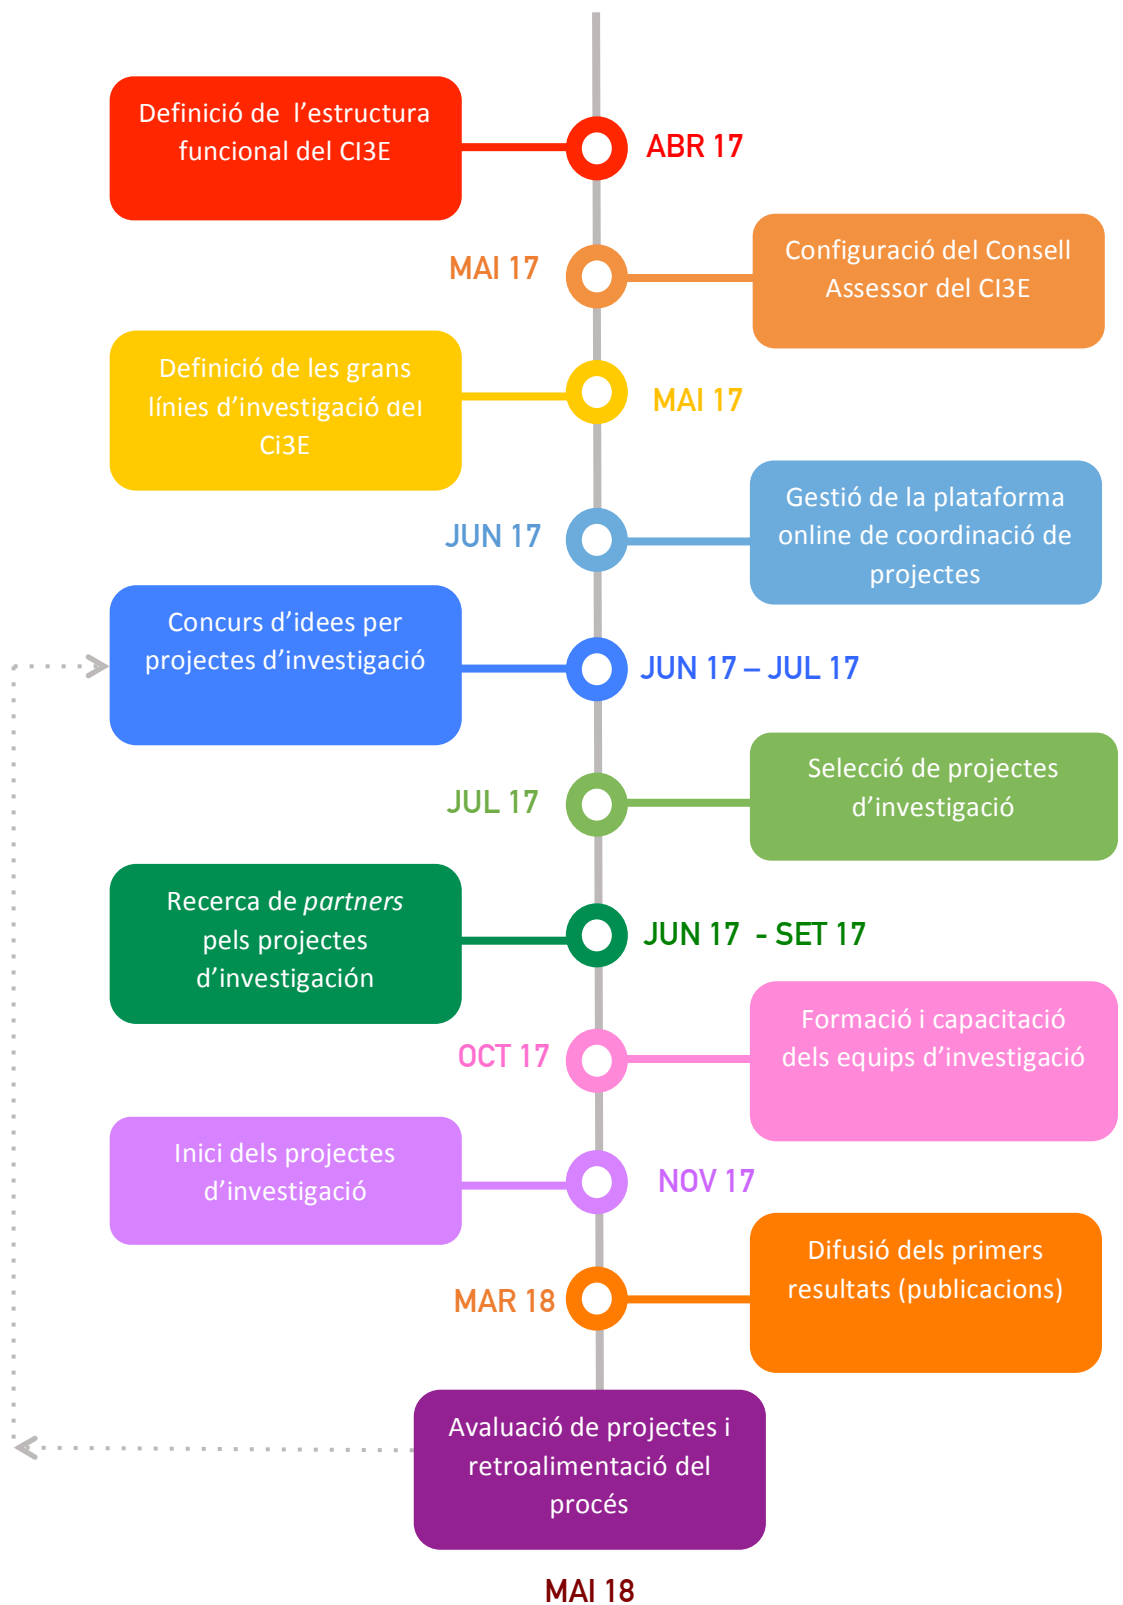 Definició de  l’estructura
funcional del CI3E
ABR 17
MAI 17
Configuració del Consell
Assessor del CI3E
Definició de les grans
línies d’investigació del
Ci3E
MAI 17
JUN 17
Gestió de la plataforma
online de coordinació de
projectes
Concurs d’idees per
projectes d’investigació
JUN 17 – JUL 17
JUL 17
Selecció de projectes
d’investigació
Recerca de partners
pels projectes
d’investigación
JUN 17  - SET 17
OCT 17
Formació i capacitació
dels equips d’investigació
Inici dels projectes
d’investigació
NOV 17
MAR 18
Difusió dels primers
resultats (publicacions)
Avaluació de projectes i
retroalimentació del
procés
MAI 18